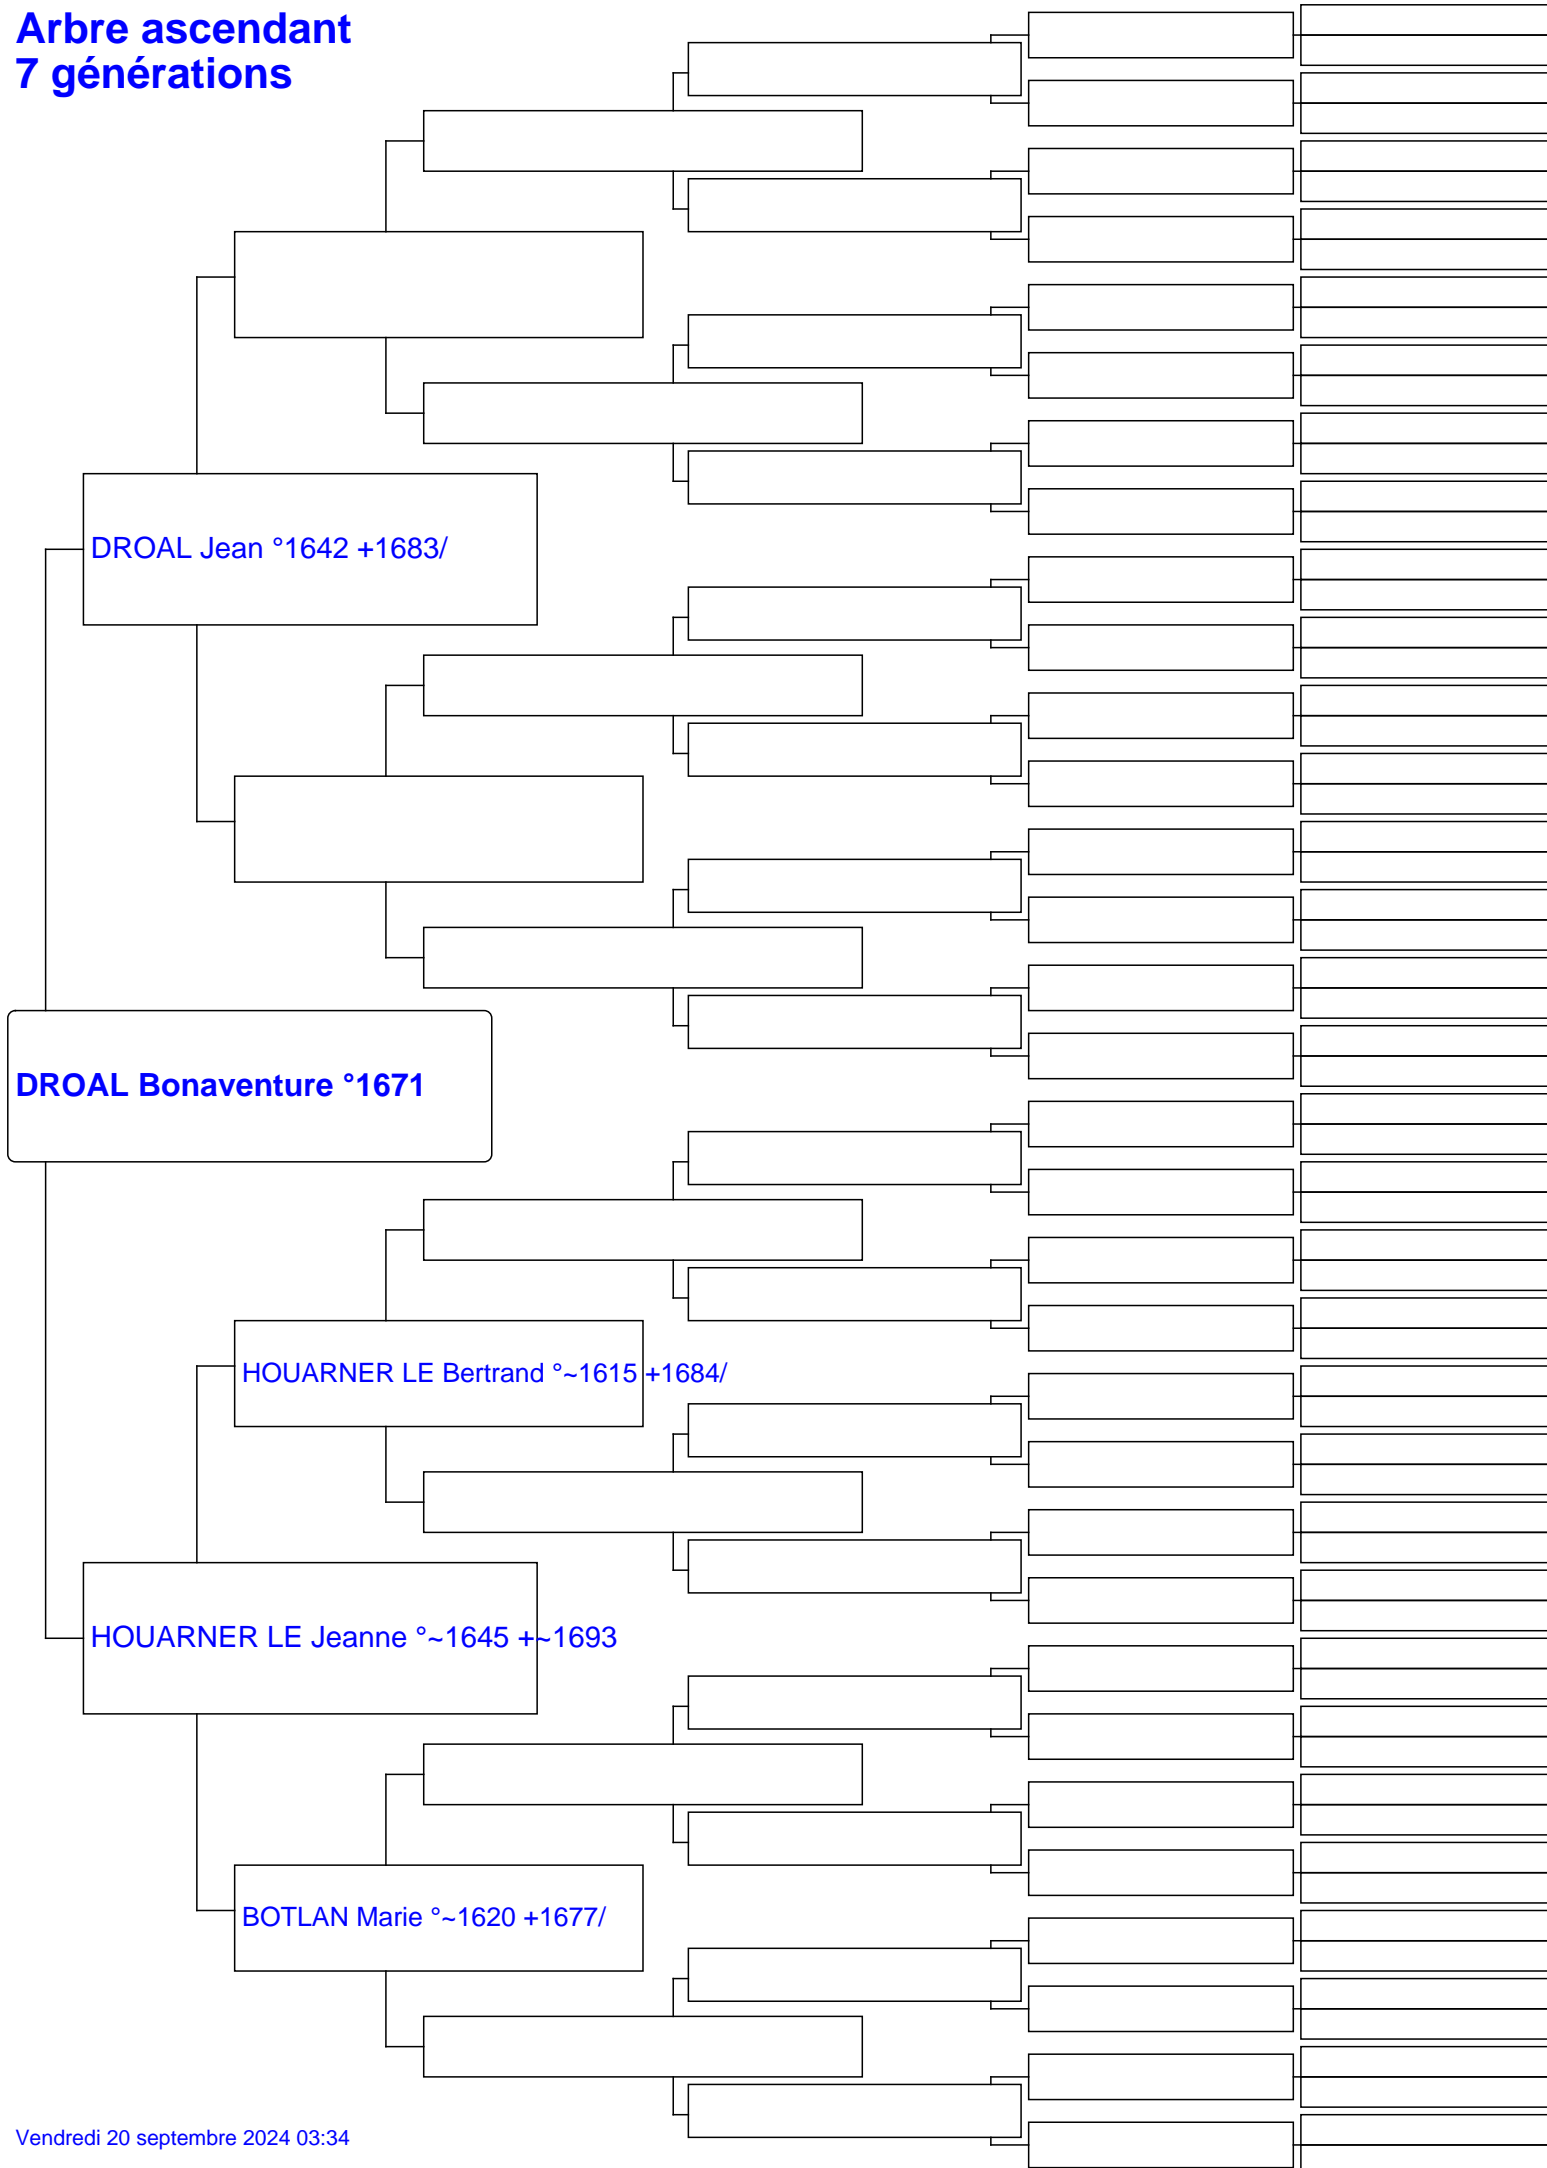 Arbre ascendant
7 générations
DROAL Jean °1642 +1683/
DROAL Bonaventure °1671
HOUARNER LE Bertrand °~1615 +1684/
HOUARNER LE Jeanne °~1645 +~1693
BOTLAN Marie °~1620 +1677/
Vendredi 20 septembre 2024 03:34